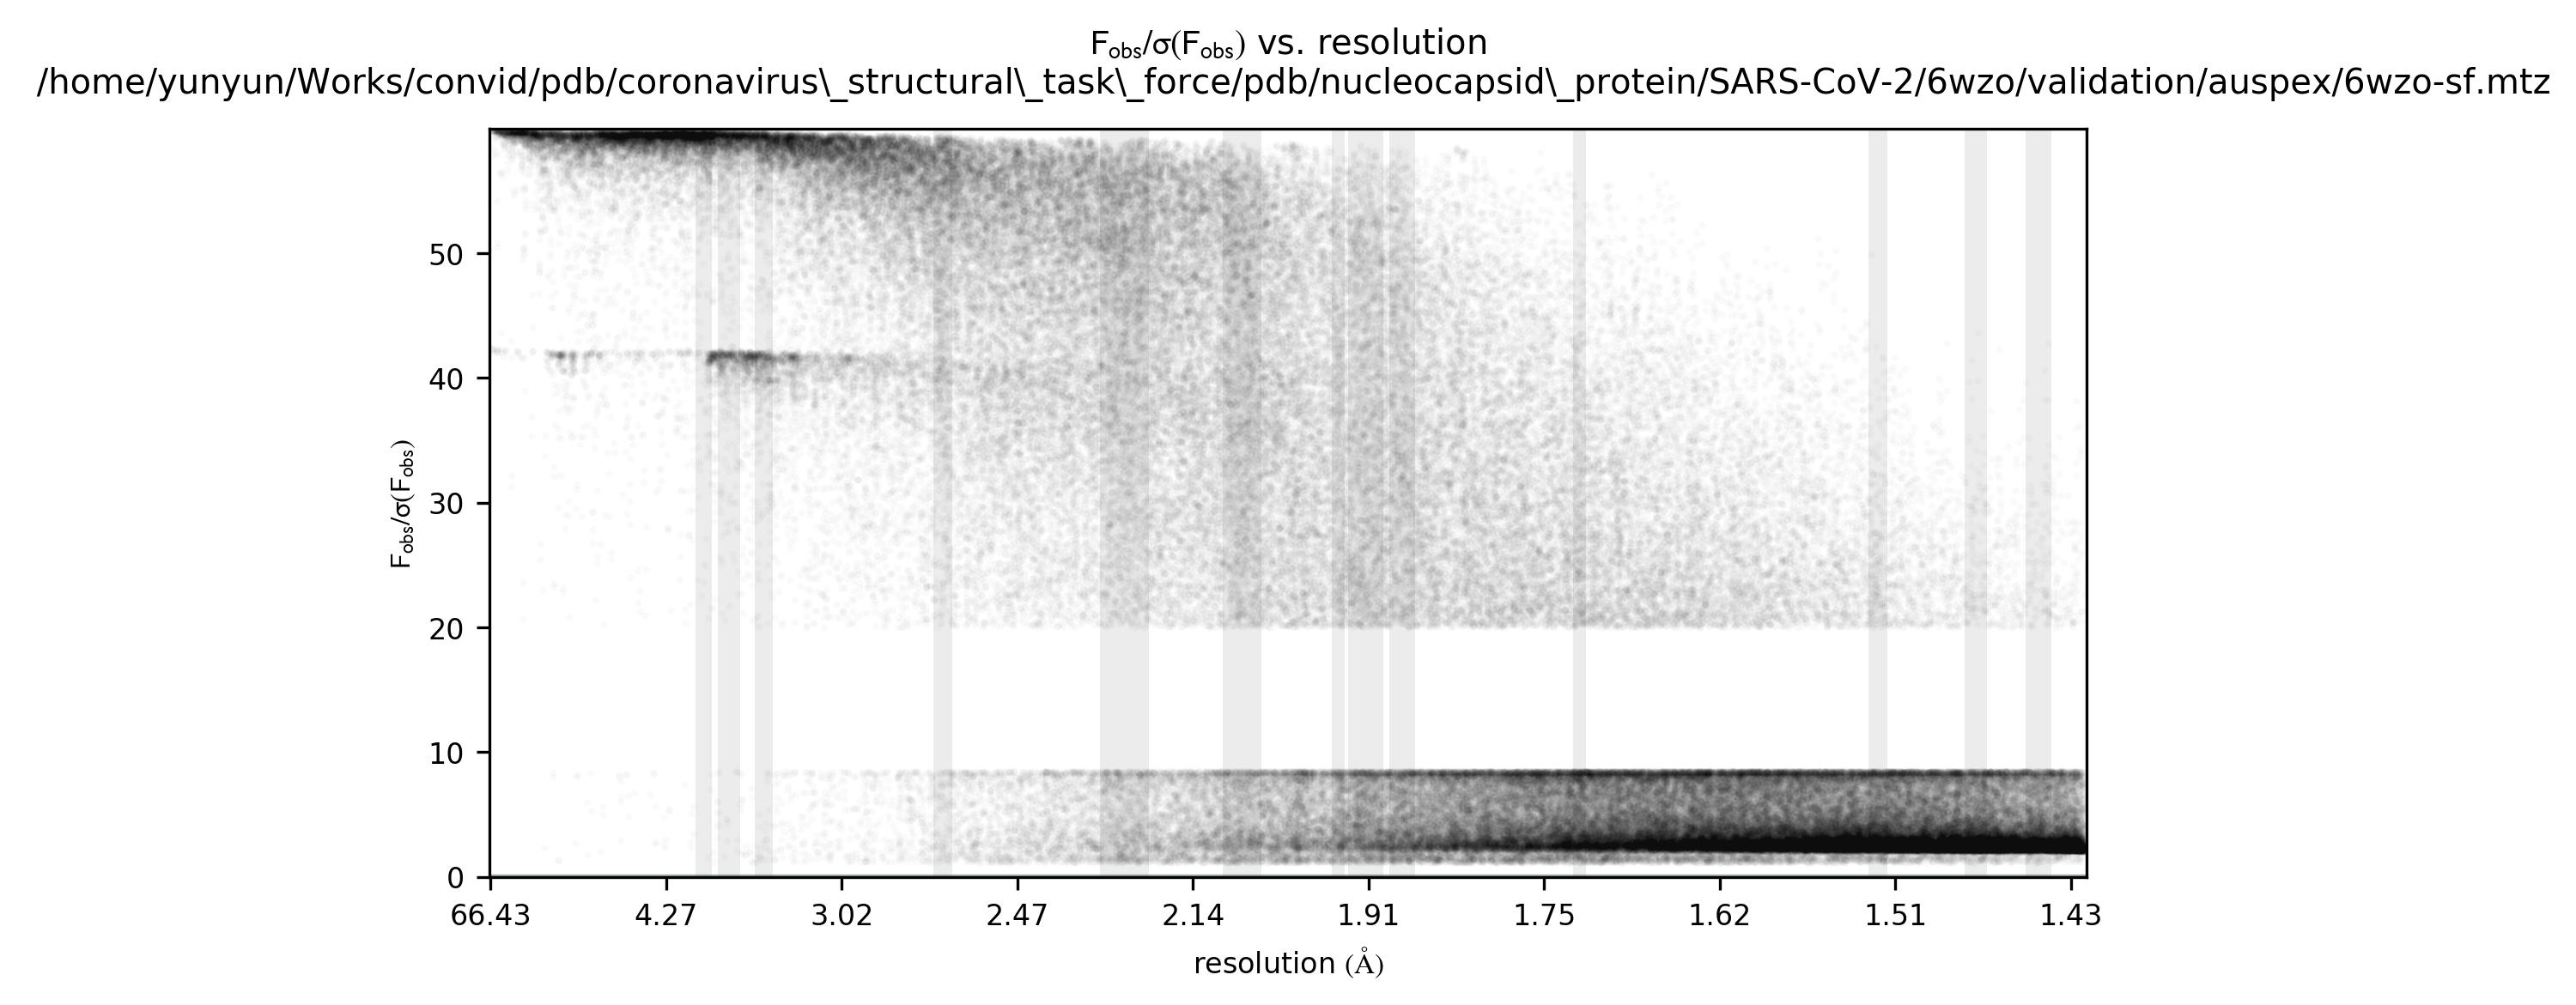 Fobs/σ(Fobs) vs. resolution
/home/yunyun/Works/convid/pdb/coronavirus\_structural\_task\_force/pdb/nucleocapsid\_protein/SARS-CoV-2/6wzo/validation/auspex/6wzo-sf.mtz
Fobs/σ(Fobs)
50
40
30
20
10
0
66.43 4.27 3.02 2.47 2.14 1.91 1.75 1.62 1.51 1.43
resolution (Å)